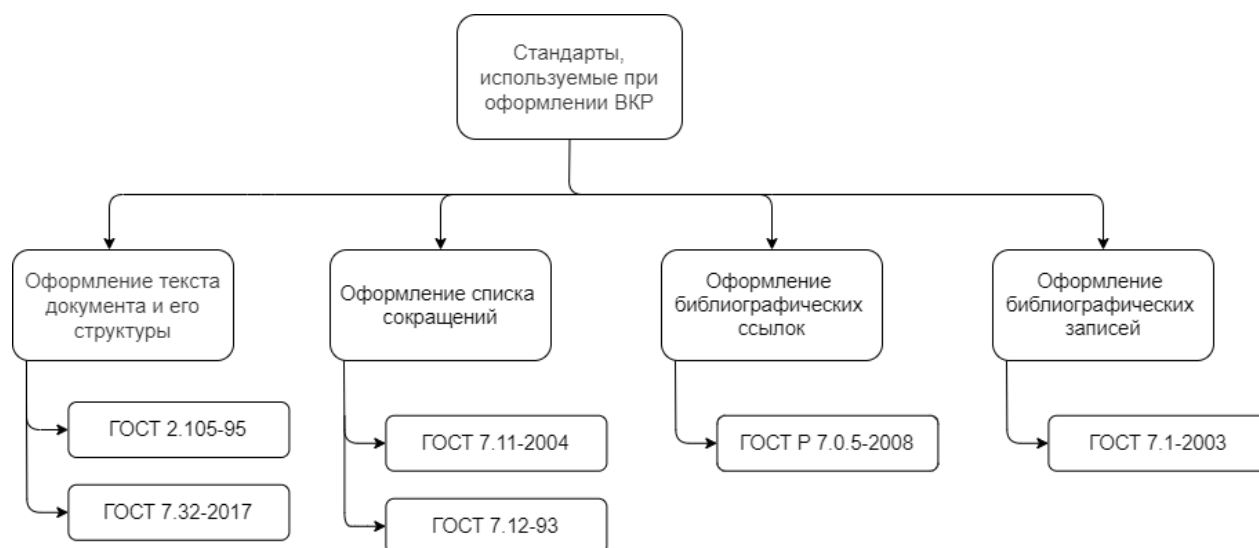 Стандарты,
используемые при
оформлении ВКР
Оформление текста
документа и его
структуры
Оформление списка
сокращений
Оформление
библиографических
ссылок
Оформление
библиографических
записей
ГОСТ 2.105-95
ГОСТ 7.32-2017
ГОСТ 7.11-2004
ГОСТ 7.12-93
ГОСТ Р 7.0.5-2008
ГОСТ 7.1-2003